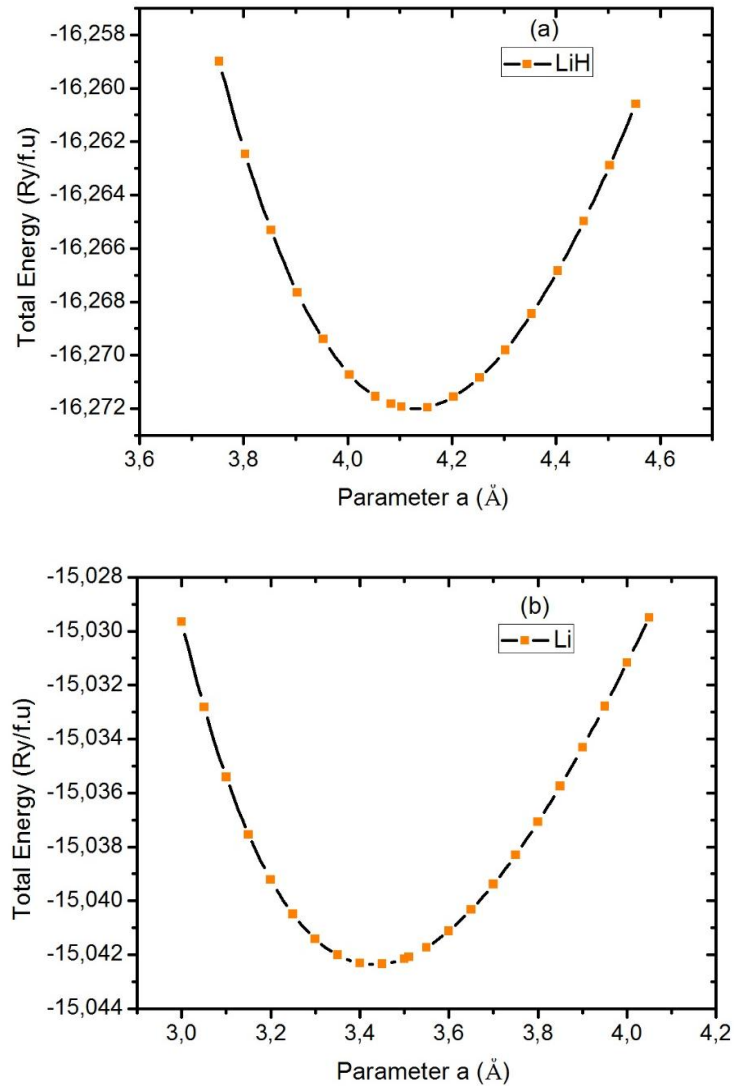 (a)
LiH
Total Energy (Ry/f.u)
-16,258
-16,260
-16,262
-16,264
-16,266
-16,268
-16,270
-16,272
3,6 3,8 4,0 4,2 4,4 4,6
Parameter a (Å)
(b)
Li
Total Energy (Ry/f.u)
-15,028
-15,030
-15,032
-15,034
-15,036
-15,038
-15,040
-15,042
-15,044
3,0 3,2 3,4 3,6 3,8 4,0 4,2
Parameter a (Å)